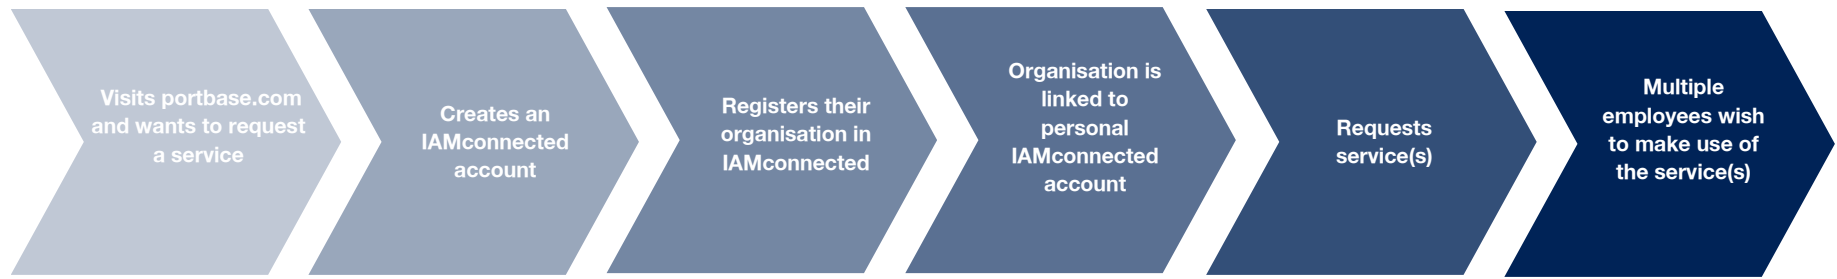 Visits portbase.com
and wants to request
a service
Creates an
IAMconnected
account
Registers their
organisation in
IAMconnected
Organisation is
linked to
personal
IAMconnected
account
Requests
service(s)
Multiple
employees wish
to make use of
the service(s)